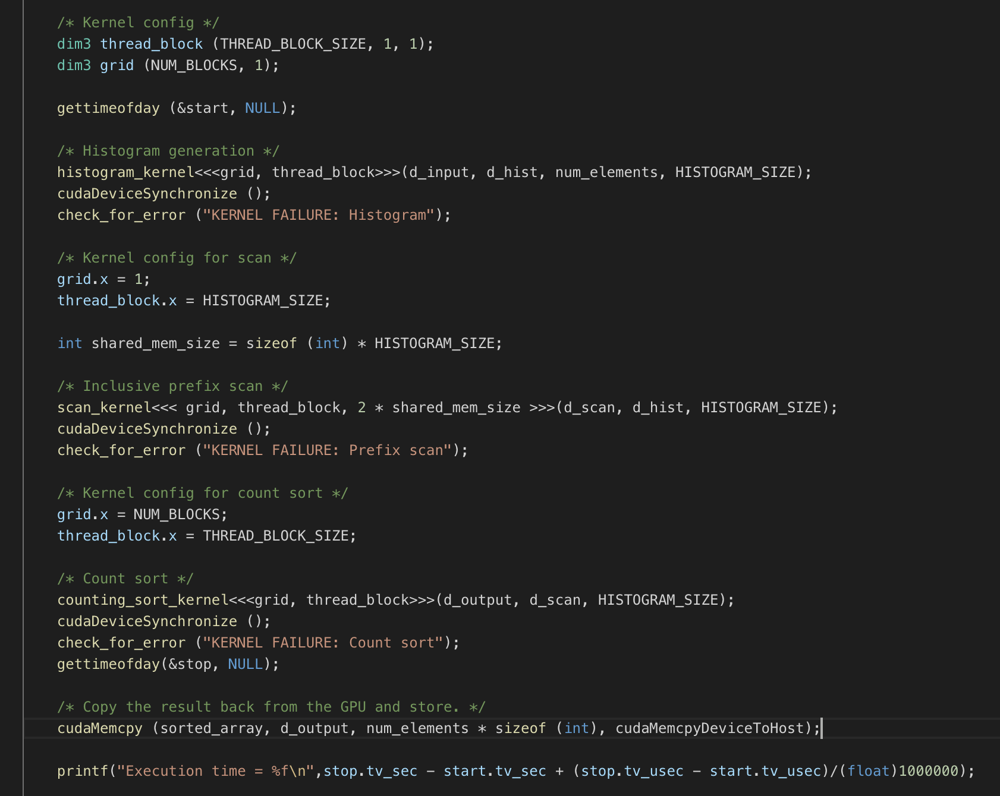 /* Kernel config */
dim3 thread_block (THREAD_BLOCK_SIZE, 1, 1);
dim3 grid (NUM_BLOCKS, 1);
gettimeofday (&start, NULL);
/* Histogram generation */
histogram_kernel<<<grid, thread_block>>>(d_input, d_hist, num_elements, HISTOGRAM_SIZE);
cudaDeviceSynchronize ();
check_for_error ("KERNEL FAILURE: Histogram");
/* Kernel config for scan */
grid.x = 1;
thread_block.x = HISTOGRAM_SIZE;
int shared_mem_size = sizeof (int) * HISTOGRAM_SIZE;
/* Inclusive prefix scan */
scan_kernel<<< grid, thread_block, 2 * shared_mem_size >>>(d_scan, d_hist, HISTOGRAM_SIZE);
cudaDeviceSynchronize ();
check_for_error ("KERNEL FAILURE: Prefix scan");
/* Kernel config for count sort */
grid.x = NUM_BLOCKS;
thread_block.x = THREAD_BLOCK_SIZE;
/* Count sort */
counting_sort_kernel<<<grid, thread_block>>>(d_output, d_scan, HISTOGRAM_SIZE);
cudaDeviceSynchronize ();
check_for_error ("KERNEL FAILURE: Count sort");
gettimeofday(&stop, NULL);
/* Copy the result back from the GPU and store. */
cudaMemcpy (sorted_array, d_output, num_elements * sizeof (int), cudaMemcpyDeviceToHost);
printf("Execution time = %f\n",stop.tv_sec - start.tv_sec + (stop.tv_usec - start.tv_usec)/(float)1000000);